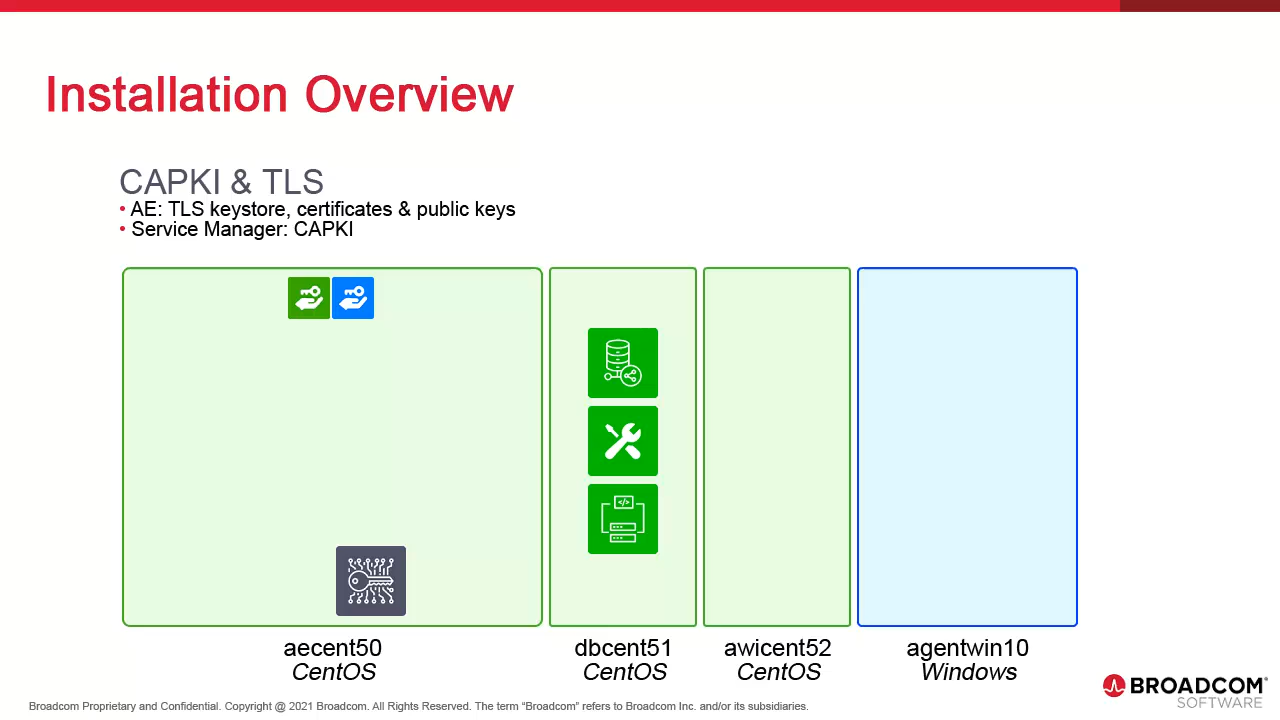 Installation Overview
CAPKI & TLS
• AE: TLS keystore, certificates & public keys
• Service Manager: CAPKI
</>
aecent50
CentOS
dbcent51
CentOS
awicent52
CentOS
agentwin10
Windows
BROADCOM®
SOFTWARE
Broadcom Proprietary and Confidential. Copyright @ 2021 Broadcom. All Rights Reserved. The term “Broadcom” refers to Broadcom Inc. and/or its subsidiaries.